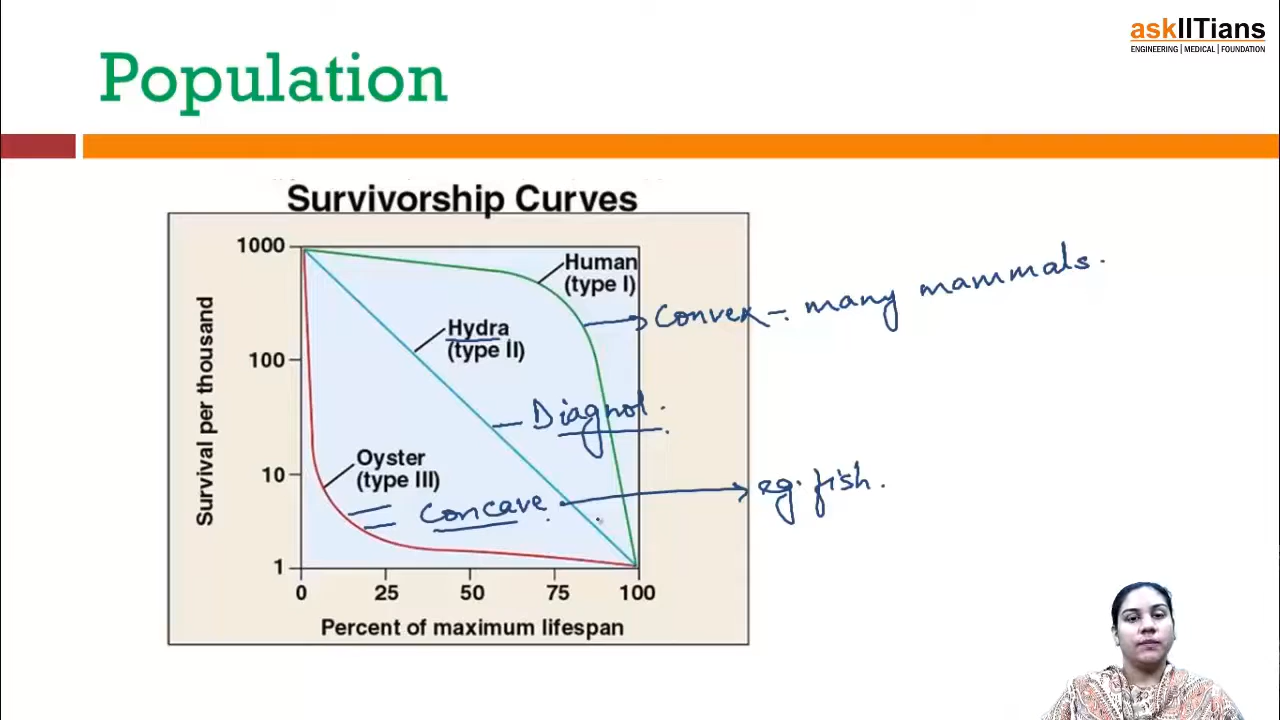 askIITians
ENGINEERING | MEDICAL | FOUNDATION
Population
Survivorship Curves
1000
100
10
1
Survival per thousand
Human
(type I)
Convex - many mammals.
Hydra
(type II)
Diagnol.
Oyster
(type III)
Concave
eg. fish.
0 25 50 75 100
Percent of maximum lifespan